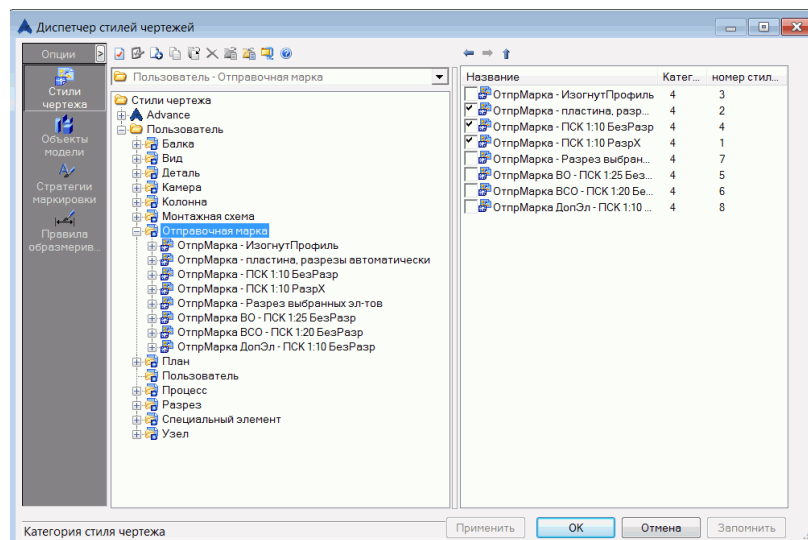 Диспетчер стилей чертежей
Опции
Стили
чертежа
Объекты
модели
Стратегии
маркировки
Правила
образмерив...
Пользователь - Отправочная марка
Стили чертежа
Advance
Пользователь
Балка
Вид
Деталь
Камера
Колонна
Монтажная схема
Отправочная марка
ОтпрМарка - ИзогнутПрофиль
ОтпрМарка - пластина, разрезы автоматически
ОтпрМарка - ПСК 1:10 БезРазр
ОтпрМарка - ПСК 1:10 РазрХ
ОтпрМарка - Разрез выбранных эл-тов
ОтпрМарка ВО - ПСК 1:25 БезРазр
ОтпрМарка ВСО - ПСК 1:20 БезРазр
ОтпрМарка ДопЭл - ПСК 1:10 БезРазр
План
Пользователь
Процесс
Разрез
Специальный элемент
Узел
Название Катег... номер стил...
ОтпрМарка - ИзогнутПрофиль 4 3
ОтпрМарка - пластина, разр... 4 2
ОтпрМарка - ПСК 1:10 БезРазр 4 4
ОтпрМарка - ПСК 1:10 РазрХ 4 1
ОтпрМарка - Разрез выбран... 4 7
ОтпрМарка ВО - ПСК 1:25 Без... 4 5
ОтпрМарка ВСО - ПСК 1:20 Бе... 4 6
ОтпрМарка ДопЭл - ПСК 1:10 ... 4 8
Категория стиля чертежа
Применить OK Отмена Запомнить